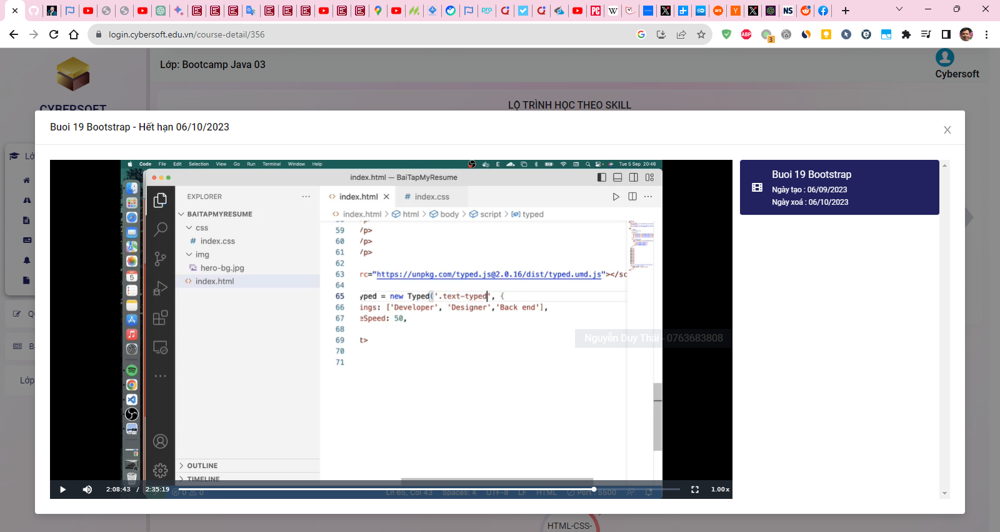 login.cybersoft.edu.vn/course-detail/356
ABP
3
Lớp: Bootcamp Java 03
Cybersoft
CYBERSOFT
LỘ TRÌNH HỌC THEO SKILL
Buoi 19 Bootstrap - Hết hạn 06/10/2023
X
Code File Edit Selection View Go Run Terminal Window Help
Tue 5 Sep 20:46
index.html — BaiTapMyResume
EXPLORER
index.html
# index.css
BAITAPMYRESUME
index.html > html > body > script > typed
css
# index.css
img
hero-bg.jpg
index.html
59 /p>
60 /p>
61 /p>
62
63 rc="https://unpkg.com/typed.js@2.0.16/dist/typed.umd.js"></sc
64
65 yped = new Typed('.text-typed', {
66 ings: ['Developer', 'Designer','Back end'],
67 eSpeed: 50,
68
69 t>
70
71
Nguyễn Duy Thái - 0763683808
OUTLINE
TIMELINE
0 0
Ln 65, Col 43 Spaces: 4 UTF-8 LF HTML Port : 5500
2:08:43 / 2:35:19
1.00x
Buoi 19 Bootstrap
Ngày tạo : 06/09/2023
Ngày xoá : 06/10/2023
Lớp
HTML-CSS-